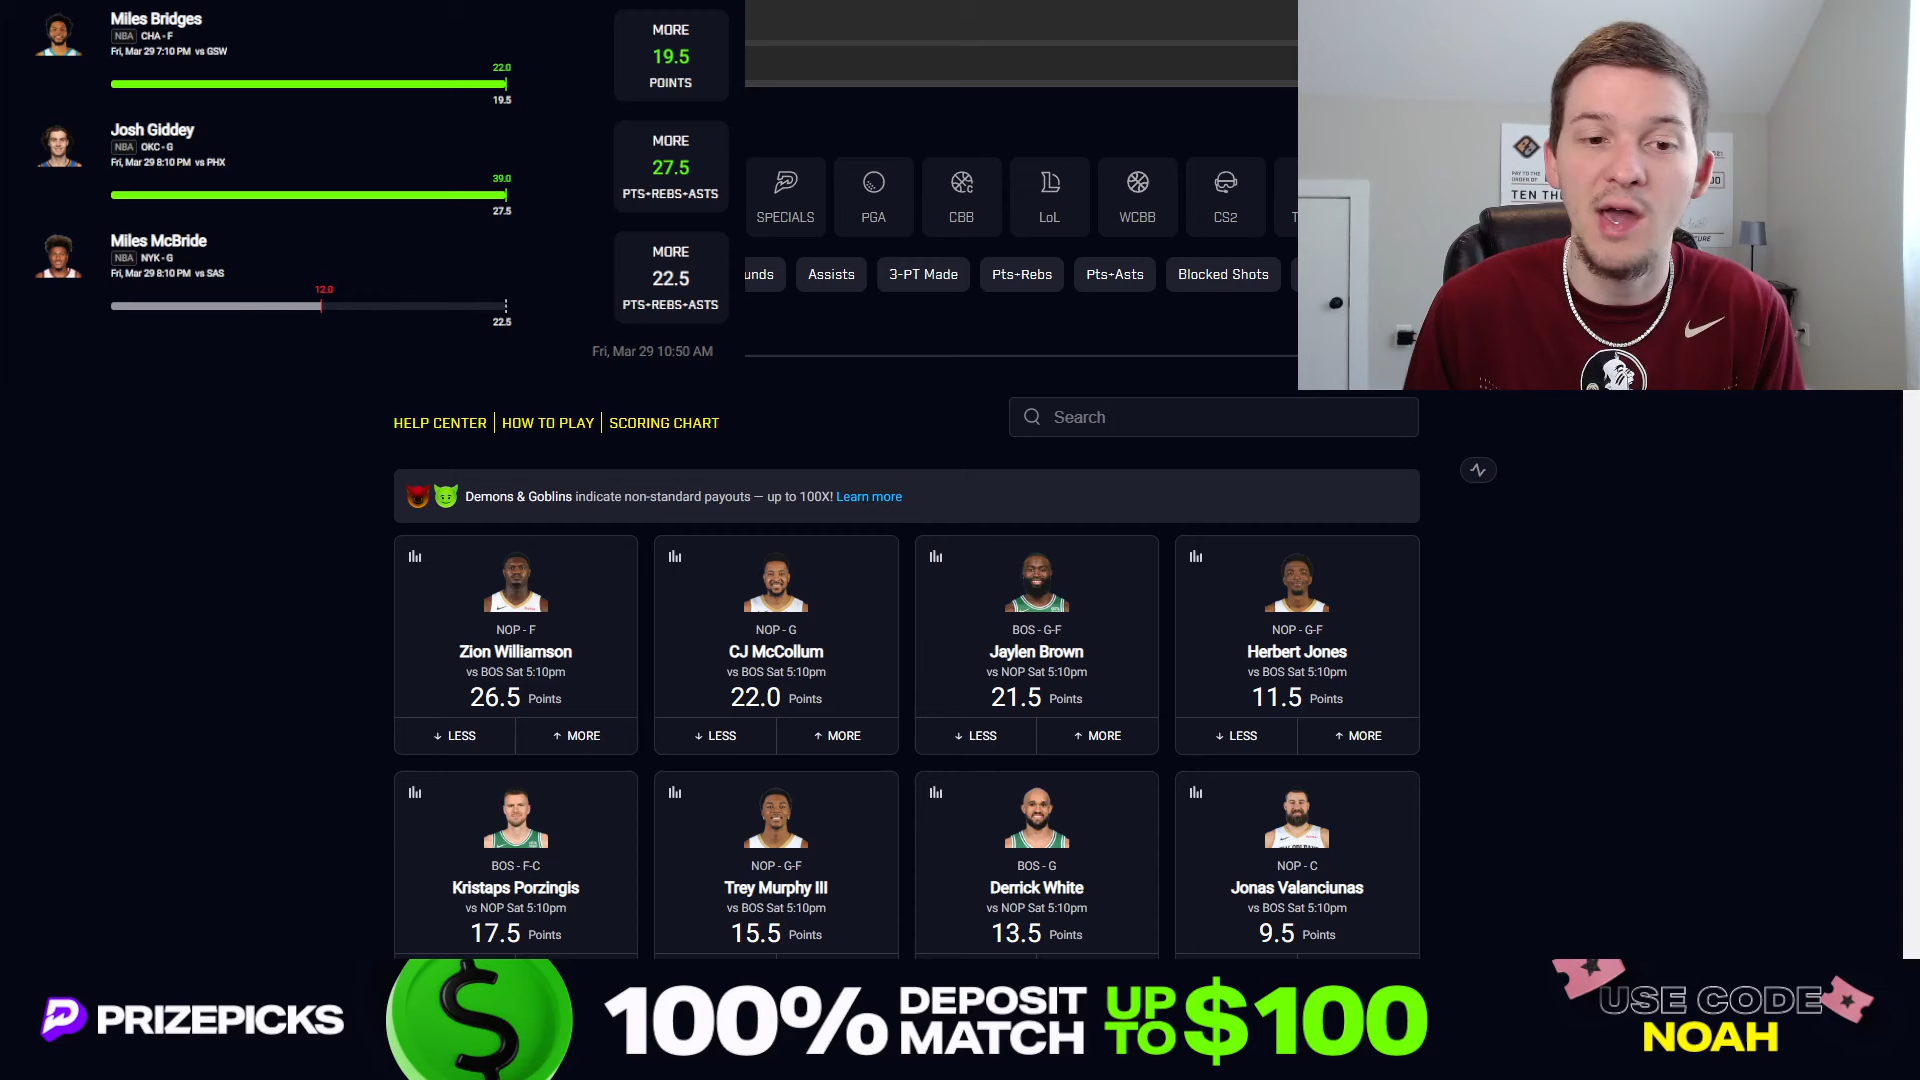 Miles Bridges
NBA CHA - F
Fri, Mar 29 7:10 PM vs GSW
22.0
19.5
MORE
19.5
POINTS
Josh Giddey
NBA OKC - G
Fri, Mar 29 8:10 PM vs PHX
39.0
27.5
MORE
27.5
PTS+REBS+ASTS
Miles McBride
NBA NYK - G
Fri, Mar 29 8:10 PM vs SAS
12.0
22.5
MORE
22.5
PTS+REBS+ASTS
Fri, Mar 29 10:50 AM
SPECIALS
PGA
CBB
LoL
WCBB
CS2
T
unds
Assists
3-PT Made
Pts+Rebs
Pts+Asts
Blocked Shots
PAY TO THE
ORDER OF
TEN TH
HELP CENTER
HOW TO PLAY
SCORING CHART
Search
Demons & Goblins indicate non-standard payouts — up to 100X! Learn more
NOP - F
Zion Williamson
vs BOS Sat 5:10pm
26.5 Points
↓ LESS
↑ MORE
NOP - G
CJ McCollum
vs BOS Sat 5:10pm
22.0 Points
↓ LESS
↑ MORE
BOS - G-F
Jaylen Brown
vs NOP Sat 5:10pm
21.5 Points
↓ LESS
↑ MORE
NOP - G-F
Herbert Jones
vs BOS Sat 5:10pm
11.5 Points
↓ LESS
↑ MORE
BOS - F-C
Kristaps Porzingis
vs NOP Sat 5:10pm
17.5 Points
NOP - G-F
Trey Murphy III
vs BOS Sat 5:10pm
15.5 Points
BOS - G
Derrick White
vs NOP Sat 5:10pm
13.5 Points
NOP - C
Jonas Valanciunas
vs BOS Sat 5:10pm
9.5 Points
PRIZEPICKS
100% DEPOSIT MATCH UP TO $100
USE CODE
NOAH